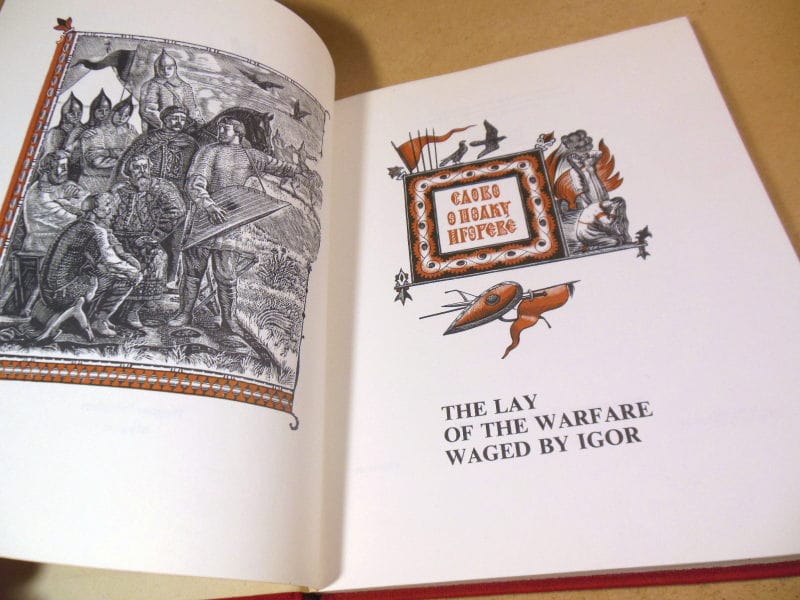 СЛОВО
О ПОЛКУ
ИГОРЕВЕ
THE LAY
OF THE WARFARE
WAGED BY IGOR